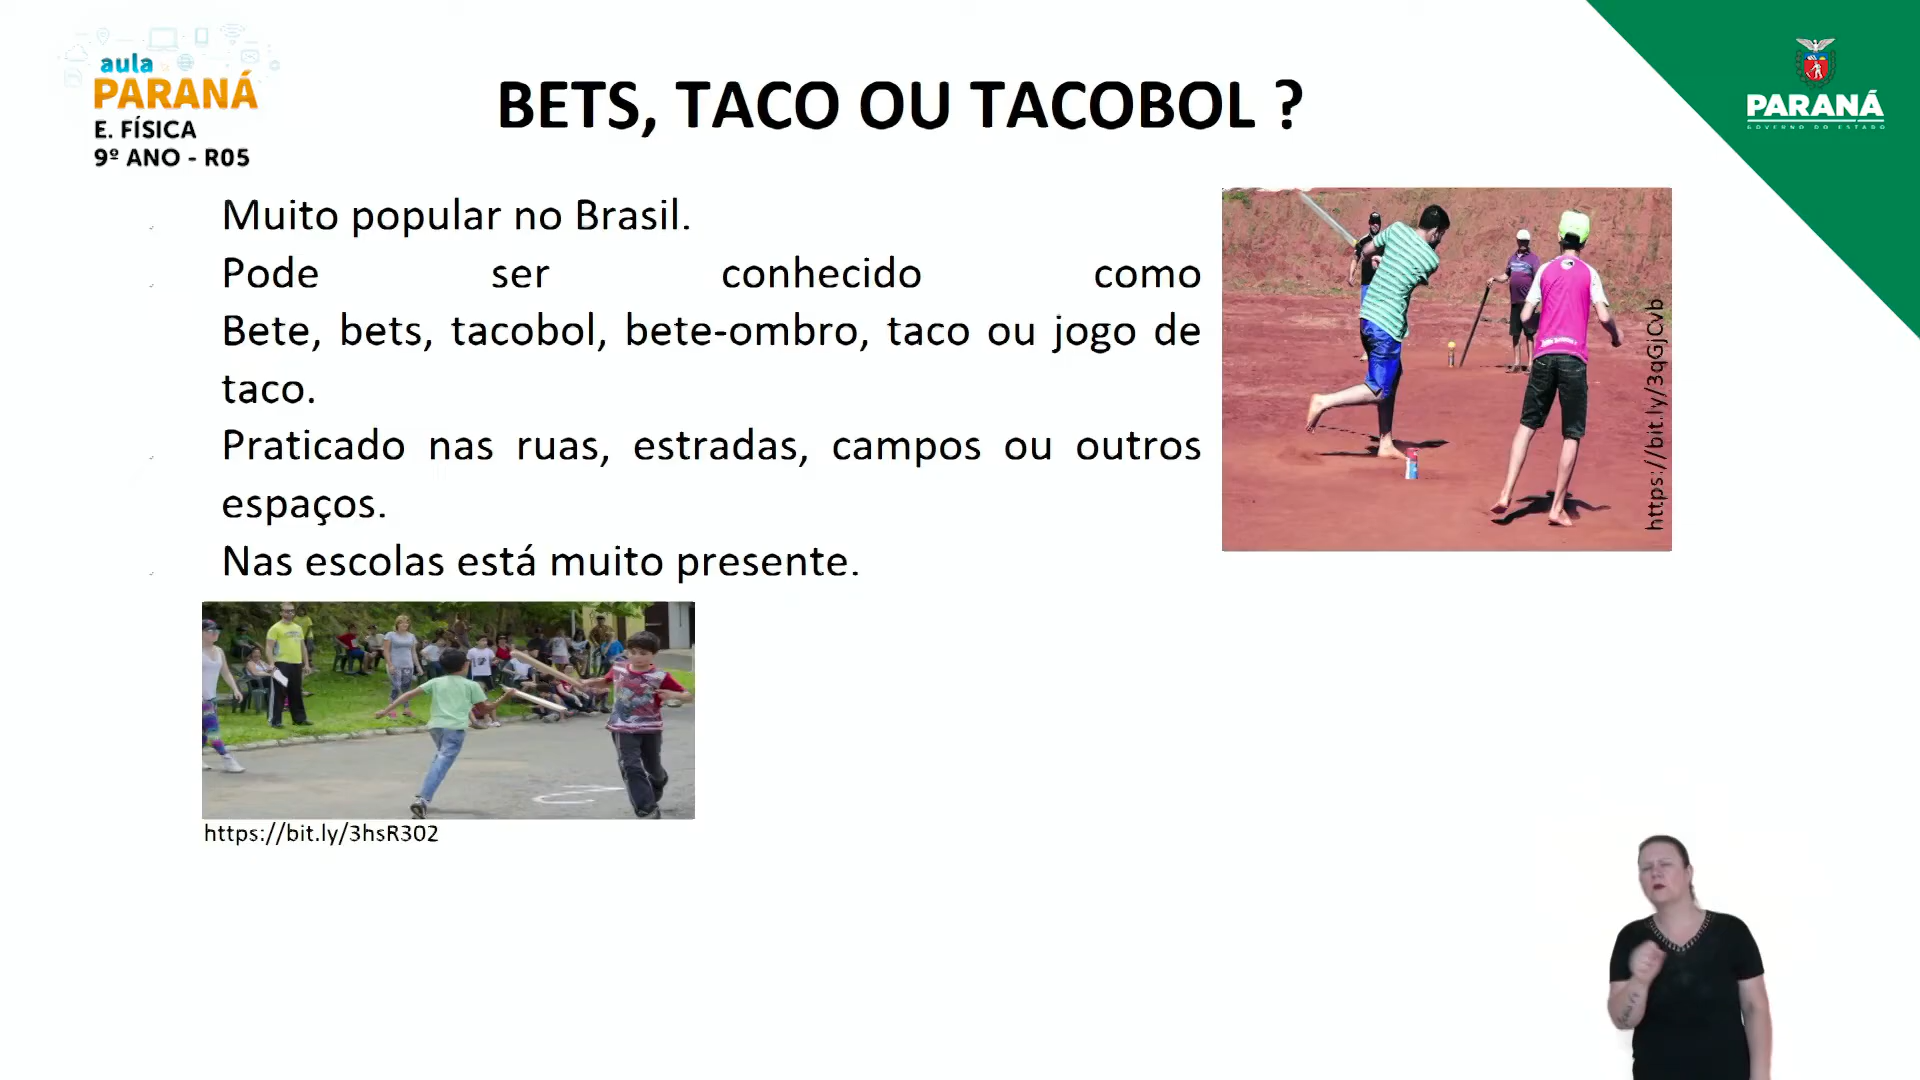 aula
PARANÁ
E. FÍSICA
9º ANO - R05
BETS, TACO OU TACOBOL ?
PARANÁ
GOVERNO DO ESTADO
Muito popular no Brasil.
Pode ser conhecido como
Bete, bets, tacobol, bete-ombro, taco ou jogo de
taco.
Praticado nas ruas, estradas, campos ou outros
espaços.
Nas escolas está muito presente.
https://bit.ly/3qGjCvb
https://bit.ly/3hsR302